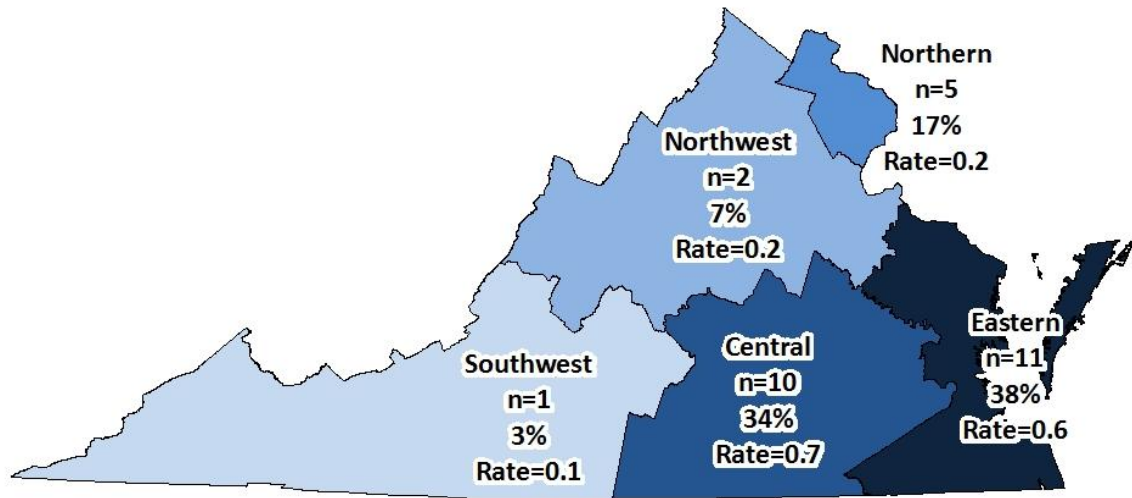 Northern
n=5
17%
Rate=0.2
Northwest
n=2
7%
Rate=0.2
Eastern
n=11
38%
Rate=0.6
Central
n=10
34%
Rate=0.7
Southwest
n=1
3%
Rate=0.1